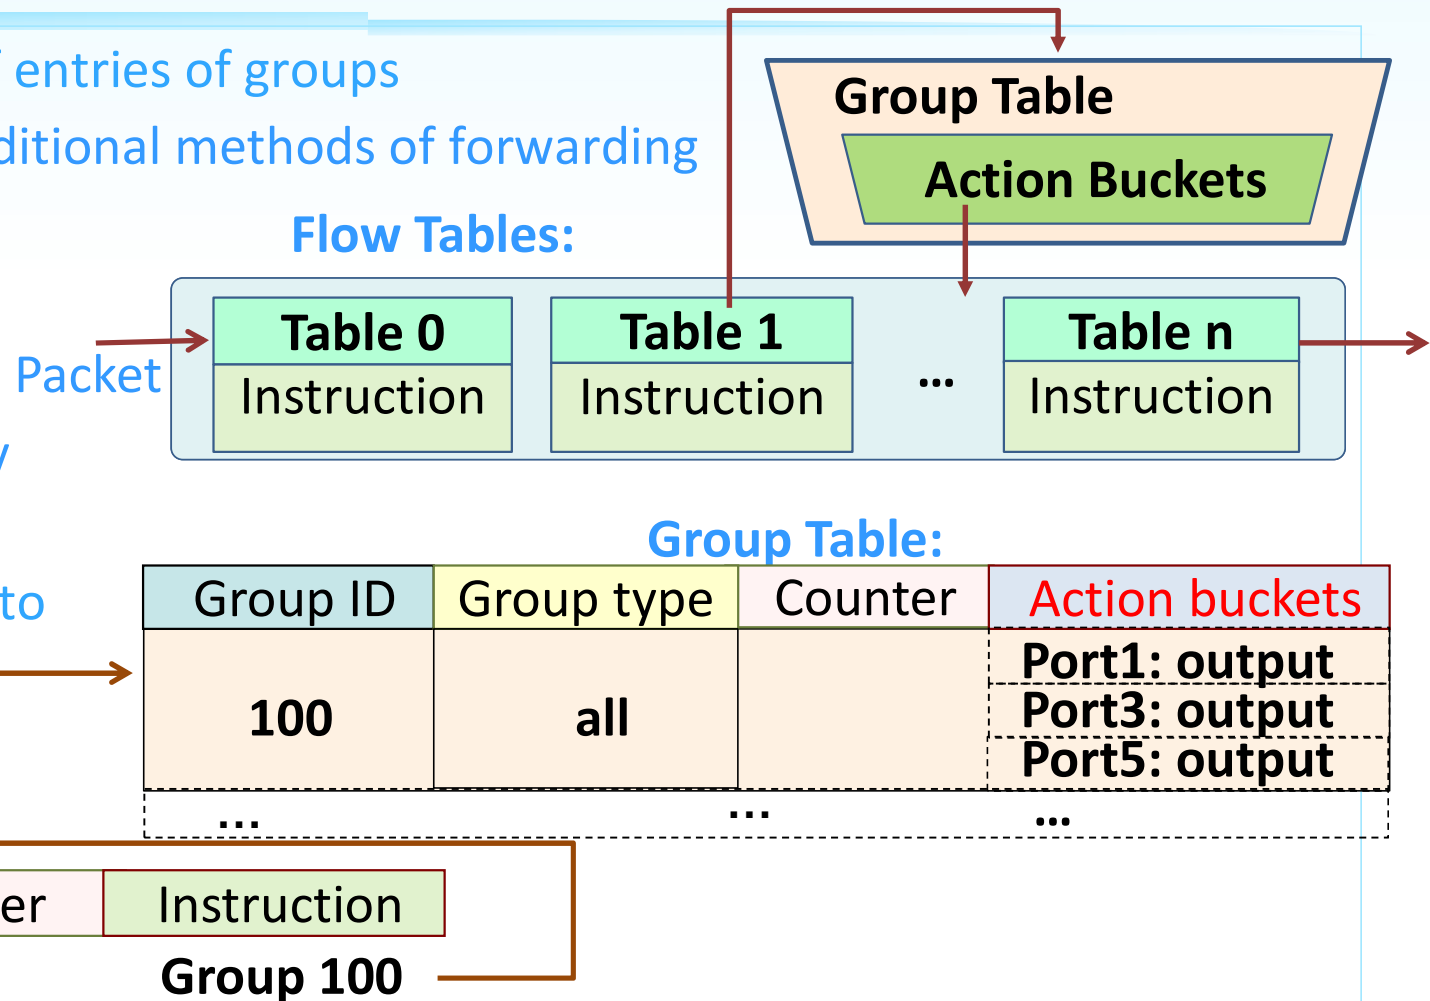 entries of groups
ditional methods of forwarding
Group Table
Action Buckets
Flow Tables:
Packet
Table 0
Instruction
Table 1
Instruction
...
Table n
Instruction
to
Group Table:
Group ID Group type Counter Action buckets
100 all
Port1: output
Port3: output
Port5: output
... ... ...
er Instruction
Group 100